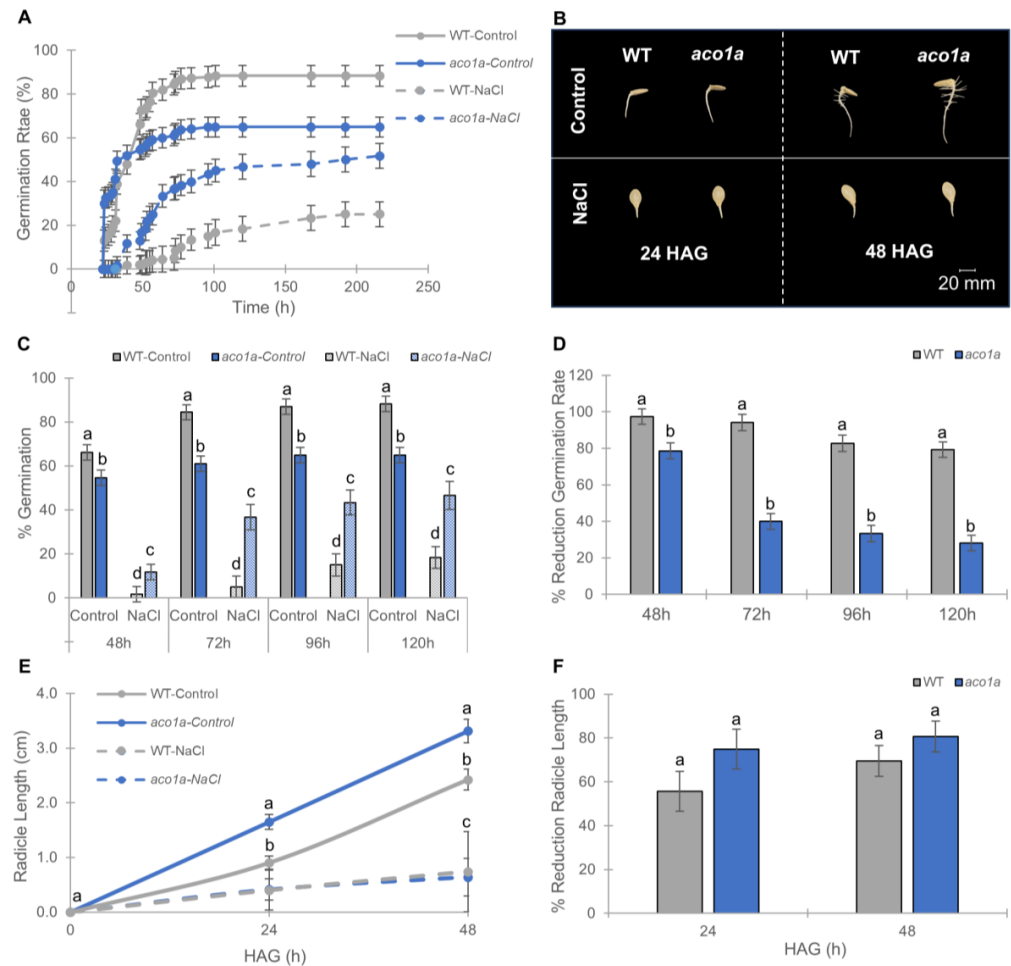 A
WT-Control
aco1a-Control
WT-NaCl
aco1a-NaCl
Germination Rtae (%)
100
80
60
40
20
0
0 50 100 150 200 250
Time (h)
B
WT aco1a WT aco1a
Control
NaCl
24 HAG 48 HAG
20 mm
C
WT-Control aco1a-Control WT-NaCl aco1a-NaCl
% Germination
100
80
60
40
20
0
a b d c a b d c a b d c a b d c
Control NaCl Control NaCl Control NaCl Control NaCl
48h 72h 96h 120h
D
WT aco1a
% Reduction Germination Rate
120
100
80
60
40
20
0
a b a b a b a b
48h 72h 96h 120h
E
WT-Control
aco1a-Control
WT-NaCl
aco1a-NaCl
Radicle Length (cm)
4.0
3.0
2.0
1.0
0.0
a a b a b c
0 24 48
HAG (h)
F
WT aco1a
% Reduction Radicle Length
100
80
60
40
20
0
a a a a
24 48
HAG (h)